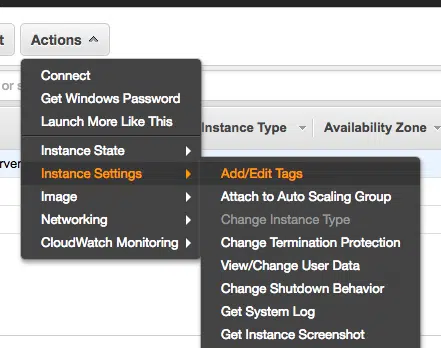 Actions
or s
Connect
Get Windows Password
Launch More Like This
Instance Type
Availability Zone
Instance State
Instance Settings
Image
Networking
CloudWatch Monitoring
Add/Edit Tags
Attach to Auto Scaling Group
Change Instance Type
Change Termination Protection
View/Change User Data
Change Shutdown Behavior
Get System Log
Get Instance Screenshot